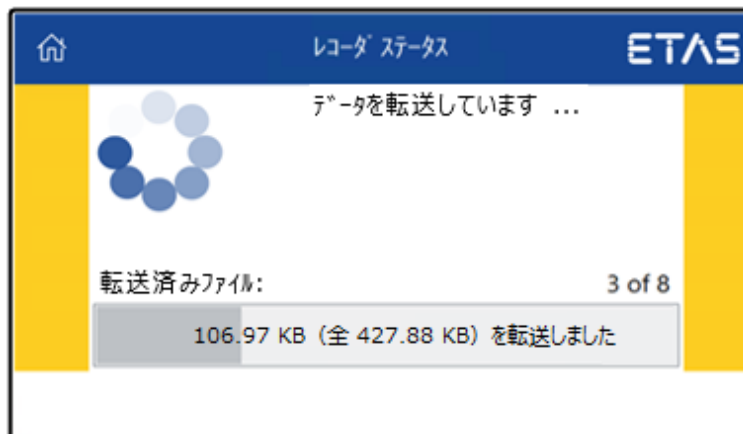 ﾚｺｰﾀﾞ ｽﾃｰﾀｽ
ETAS
ﾃﾞｰﾀを転送しています ...
転送済みﾌｧｲﾙ:
3 of 8
106.97 KB (全 427.88 KB) を転送しました